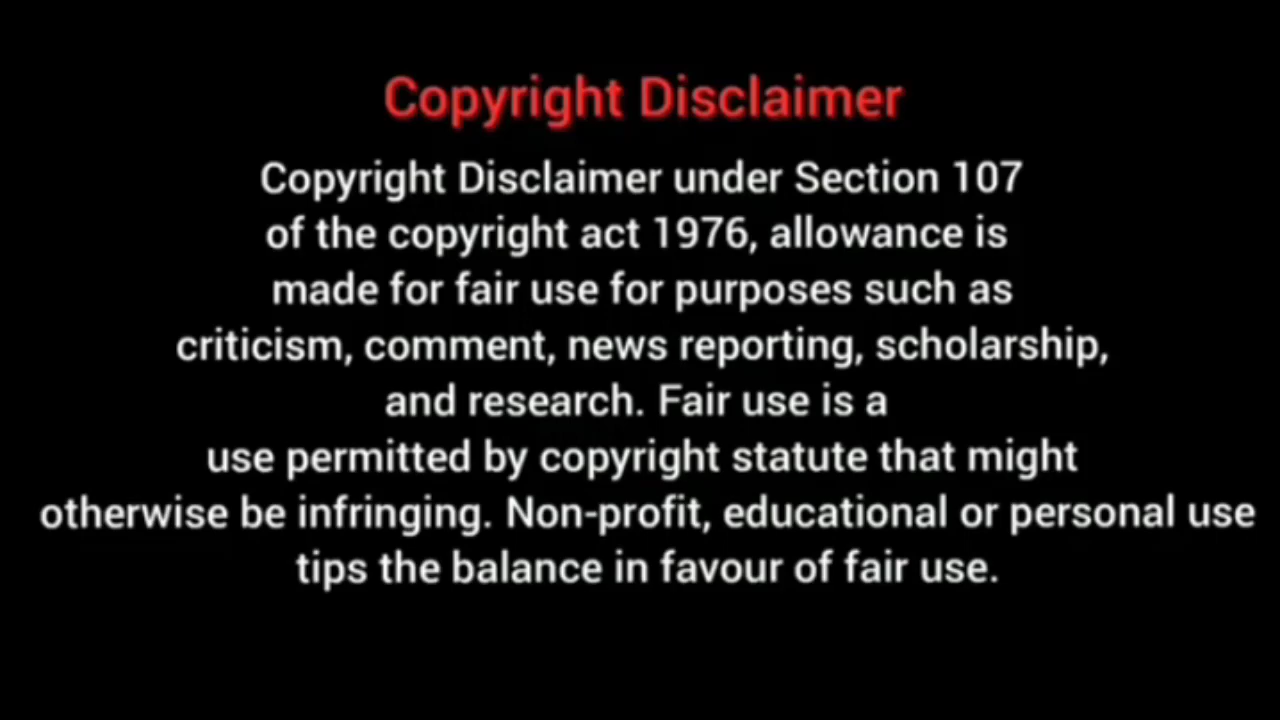 Copyright Disclaimer
Copyright Disclaimer under Section 107
of the copyright act 1976, allowance is
made for fair use for purposes such as
criticism, comment, news reporting, scholarship,
and research. Fair use is a
use permitted by copyright statute that might
otherwise be infringing. Non-profit, educational or personal use
tips the balance in favour of fair use.